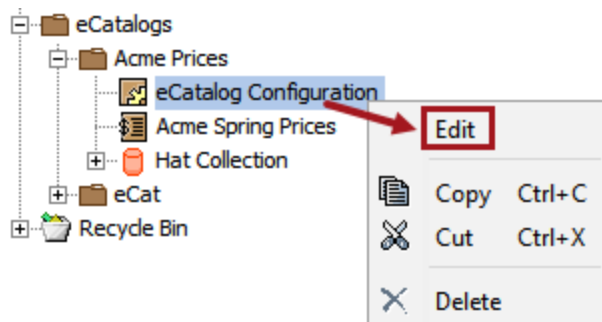 eCatalogs
Acme Prices
eCatalog Configuration
Acme Spring Prices
Hat Collection
eCat
Recycle Bin
Edit
Copy Ctrl+C
Cut Ctrl+X
Delete